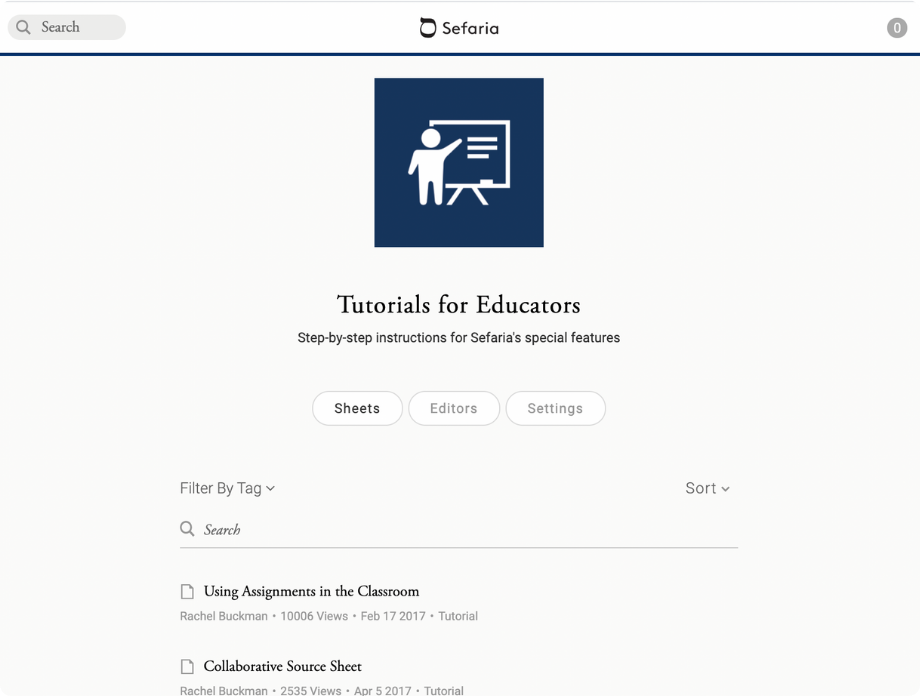 Search
Sefaria
0
Tutorials for Educators
Step-by-step instructions for Sefaria's special features
Sheets
Editors
Settings
Filter By Tag
Sort
Search
Using Assignments in the Classroom
Rachel Buckman • 10006 Views • Feb 17 2017 • Tutorial
Collaborative Source Sheet
Rachel Buckman • 2535 Views • Apr 5 2017 • Tutorial